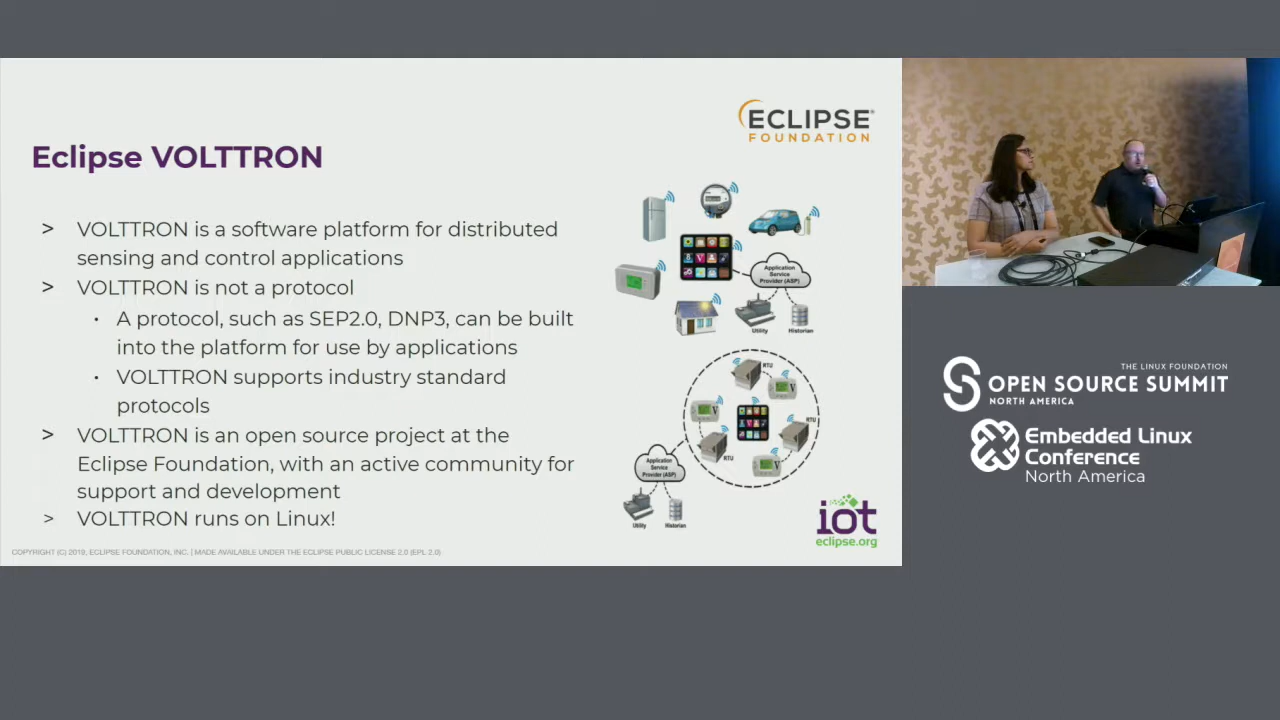 ECLIPSE®
FOUNDATION
Eclipse VOLTTRON
> VOLTTRON is a software platform for distributed
sensing and control applications
> VOLTTRON is not a protocol
• A protocol, such as SEP2.0, DNP3, can be built
into the platform for use by applications
• VOLTTRON supports industry standard
protocols
> VOLTTRON is an open source project at the
Eclipse Foundation, with an active community for
support and development
> VOLTTRON runs on Linux!
COPYRIGHT (C) 2019, ECLIPSE FOUNDATION, INC. | MADE AVAILABLE UNDER THE ECLIPSE PUBLIC LICENSE 2.0 (EPL 2.0)
Application
Service
Provider (ASP)
Utility
Historian
RTU
RTU
RTU
Application
Service
Provider (ASP)
Utility
Historian
iot
eclipse.org
THE LINUX FOUNDATION
OPEN SOURCE SUMMIT
NORTH AMERICA
Embedded Linux
Conference
North America